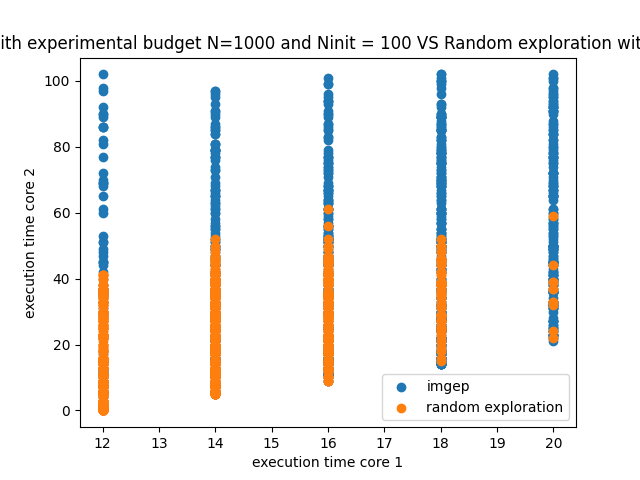 ith experimental budget N=1000 and Ninit = 100 VS Random exploration wit
100
80
60
40
20
0
execution time core 2
imgep
random exploration
12 13 14 15 16 17 18 19 20
execution time core 1